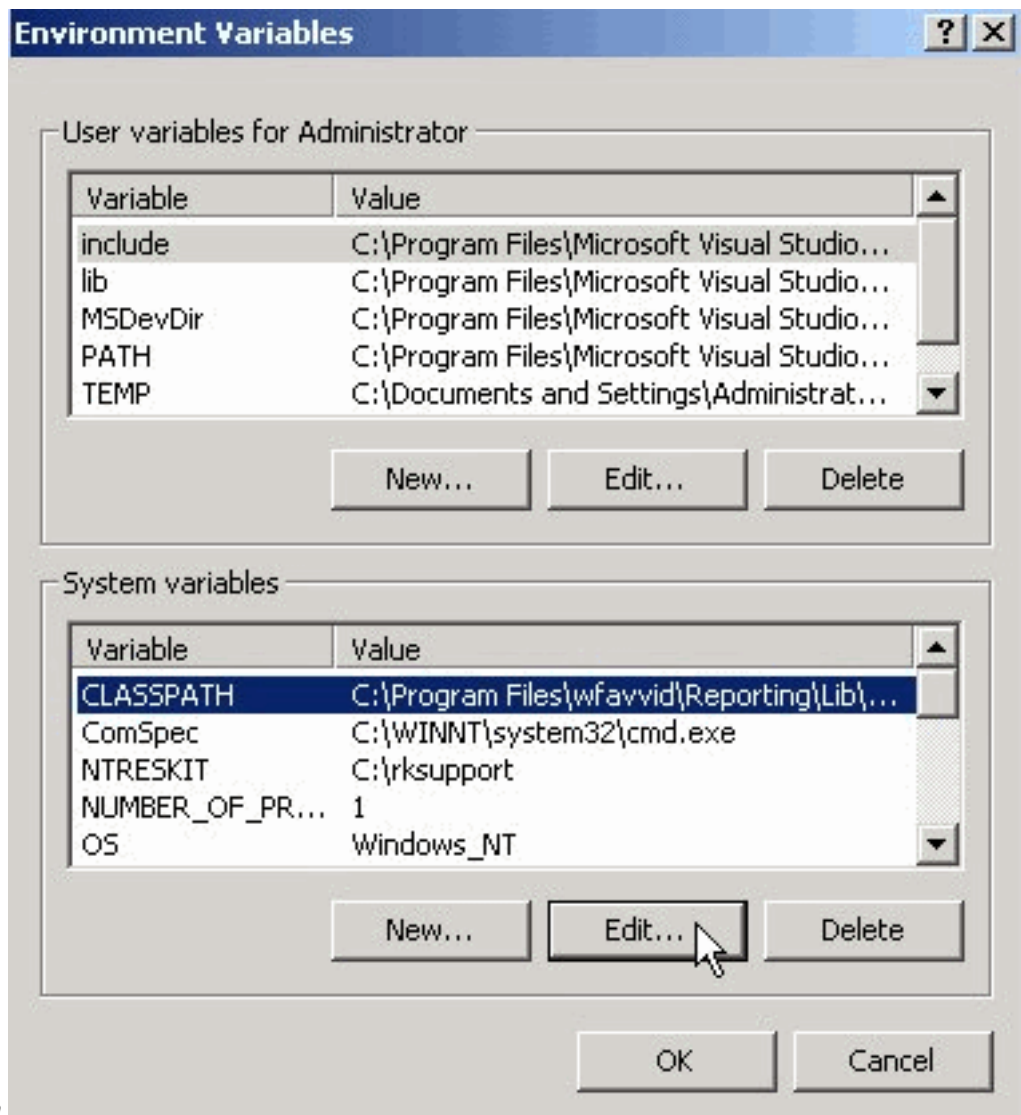 Environment Variables
User variables for Administrator
Variable Value
include C:\Program Files\Microsoft Visual Studio...
lib C:\Program Files\Microsoft Visual Studio...
MSDevDir C:\Program Files\Microsoft Visual Studio...
PATH C:\Program Files\Microsoft Visual Studio...
TEMP C:\Documents and Settings\Administrat...
New... Edit... Delete
System variables
Variable Value
CLASSPATH C:\Program Files\wfavvid\Reporting\Lib\...
ComSpec C:\WINNT\system32\cmd.exe
NTRESKIT C:\rksupport
NUMBER_OF_PR... 1
OS Windows_NT
New... Edit... Delete
OK Cancel